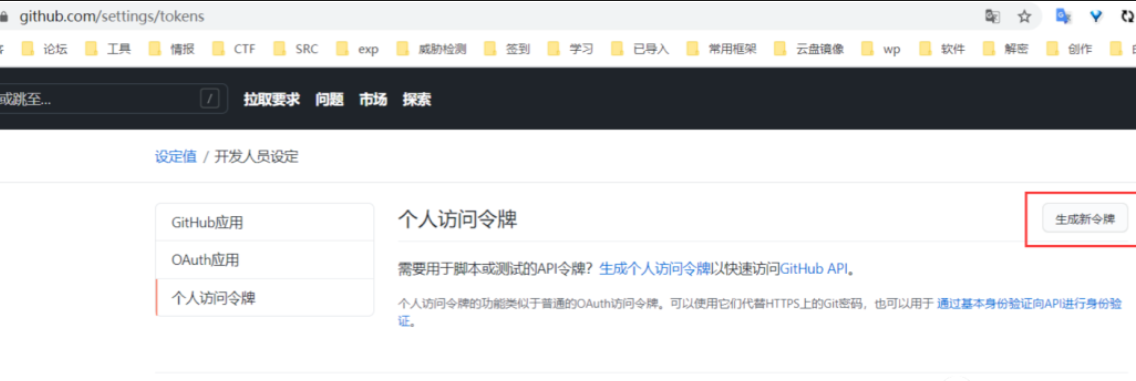 github.com/settings/tokens
论坛 工具 情报 CTF SRC exp 威胁检测 签到 学习 已导入 常用框架 云盘镜像 wp 软件 解密 创作
或跳至... / 拉取要求 问题 市场 探索
设定值 / 开发人员设定
GitHub应用
OAuth应用
个人访问令牌
个人访问令牌
生成新令牌
需要用于脚本或测试的API令牌？生成个人访问令牌以快速访问GitHub API。
个人访问令牌的功能类似于普通的OAuth访问令牌。可以使用它们代替HTTPS上的Git密码，也可以用于 通过基本身份验证向API进行身份验
证。